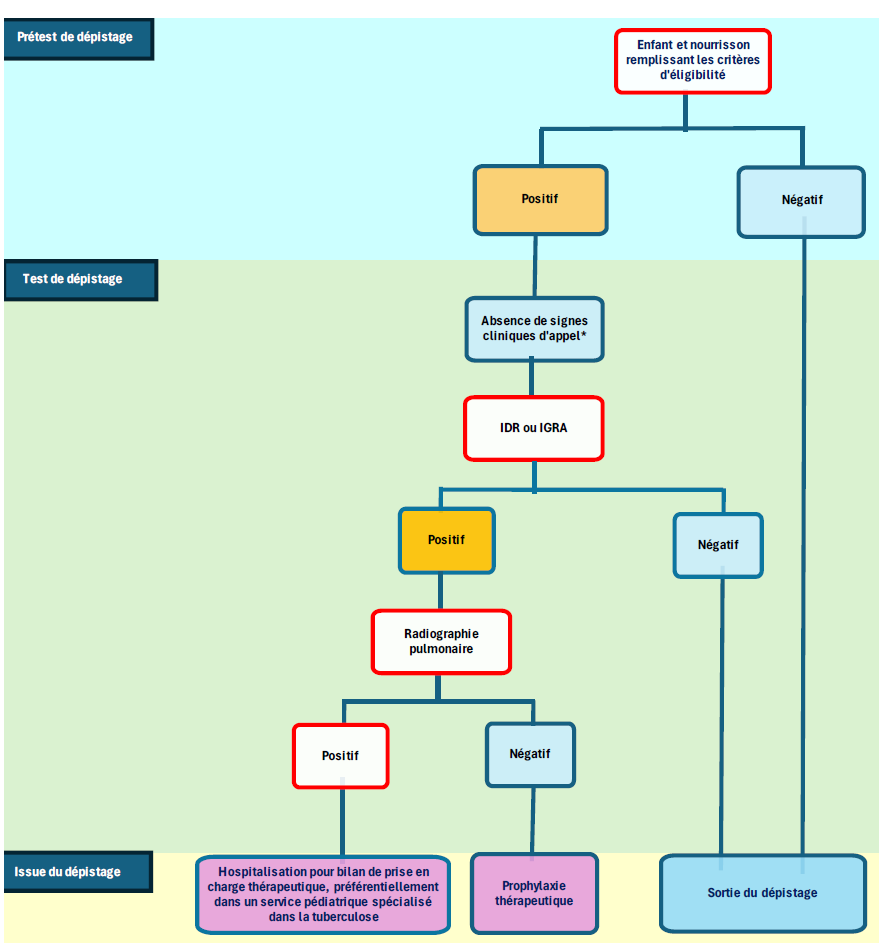 Prétest de dépistage
Enfant et nourrisson
remplissant les critères
d'éligibilité
Positif
Négatif
Test de dépistage
Absence de signes
cliniques d'appel*
IDR ou IGRA
Positif
Négatif
Radiographie
pulmonaire
Positif
Négatif
Issue du dépistage
Hospitalisation pour bilan de prise en
charge thérapeutique, préférentiellement
dans un service pédiatrique spécialisé
dans la tuberculose
Prophylaxie
thérapeutique
Sortie du dépistage